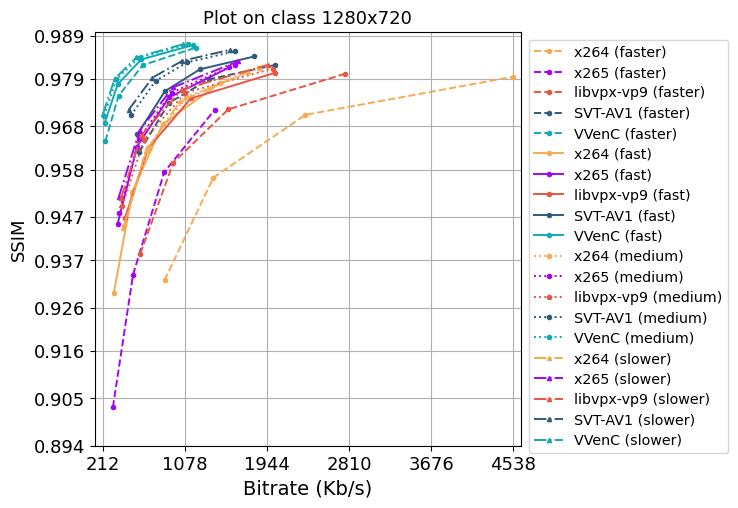 Plot on class 1280x720
SSIM
0.989
0.979
0.968
0.958
0.947
0.937
0.926
0.916
0.905
0.894
212 1078 1944 2810 3676 4538
Bitrate (Kb/s)
x264 (faster)
x265 (faster)
libvpx-vp9 (faster)
SVT-AV1 (faster)
VVenC (faster)
x264 (fast)
x265 (fast)
libvpx-vp9 (fast)
SVT-AV1 (fast)
VVenC (fast)
x264 (medium)
x265 (medium)
libvpx-vp9 (medium)
SVT-AV1 (medium)
VVenC (medium)
x264 (slower)
x265 (slower)
libvpx-vp9 (slower)
SVT-AV1 (slower)
VVenC (slower)